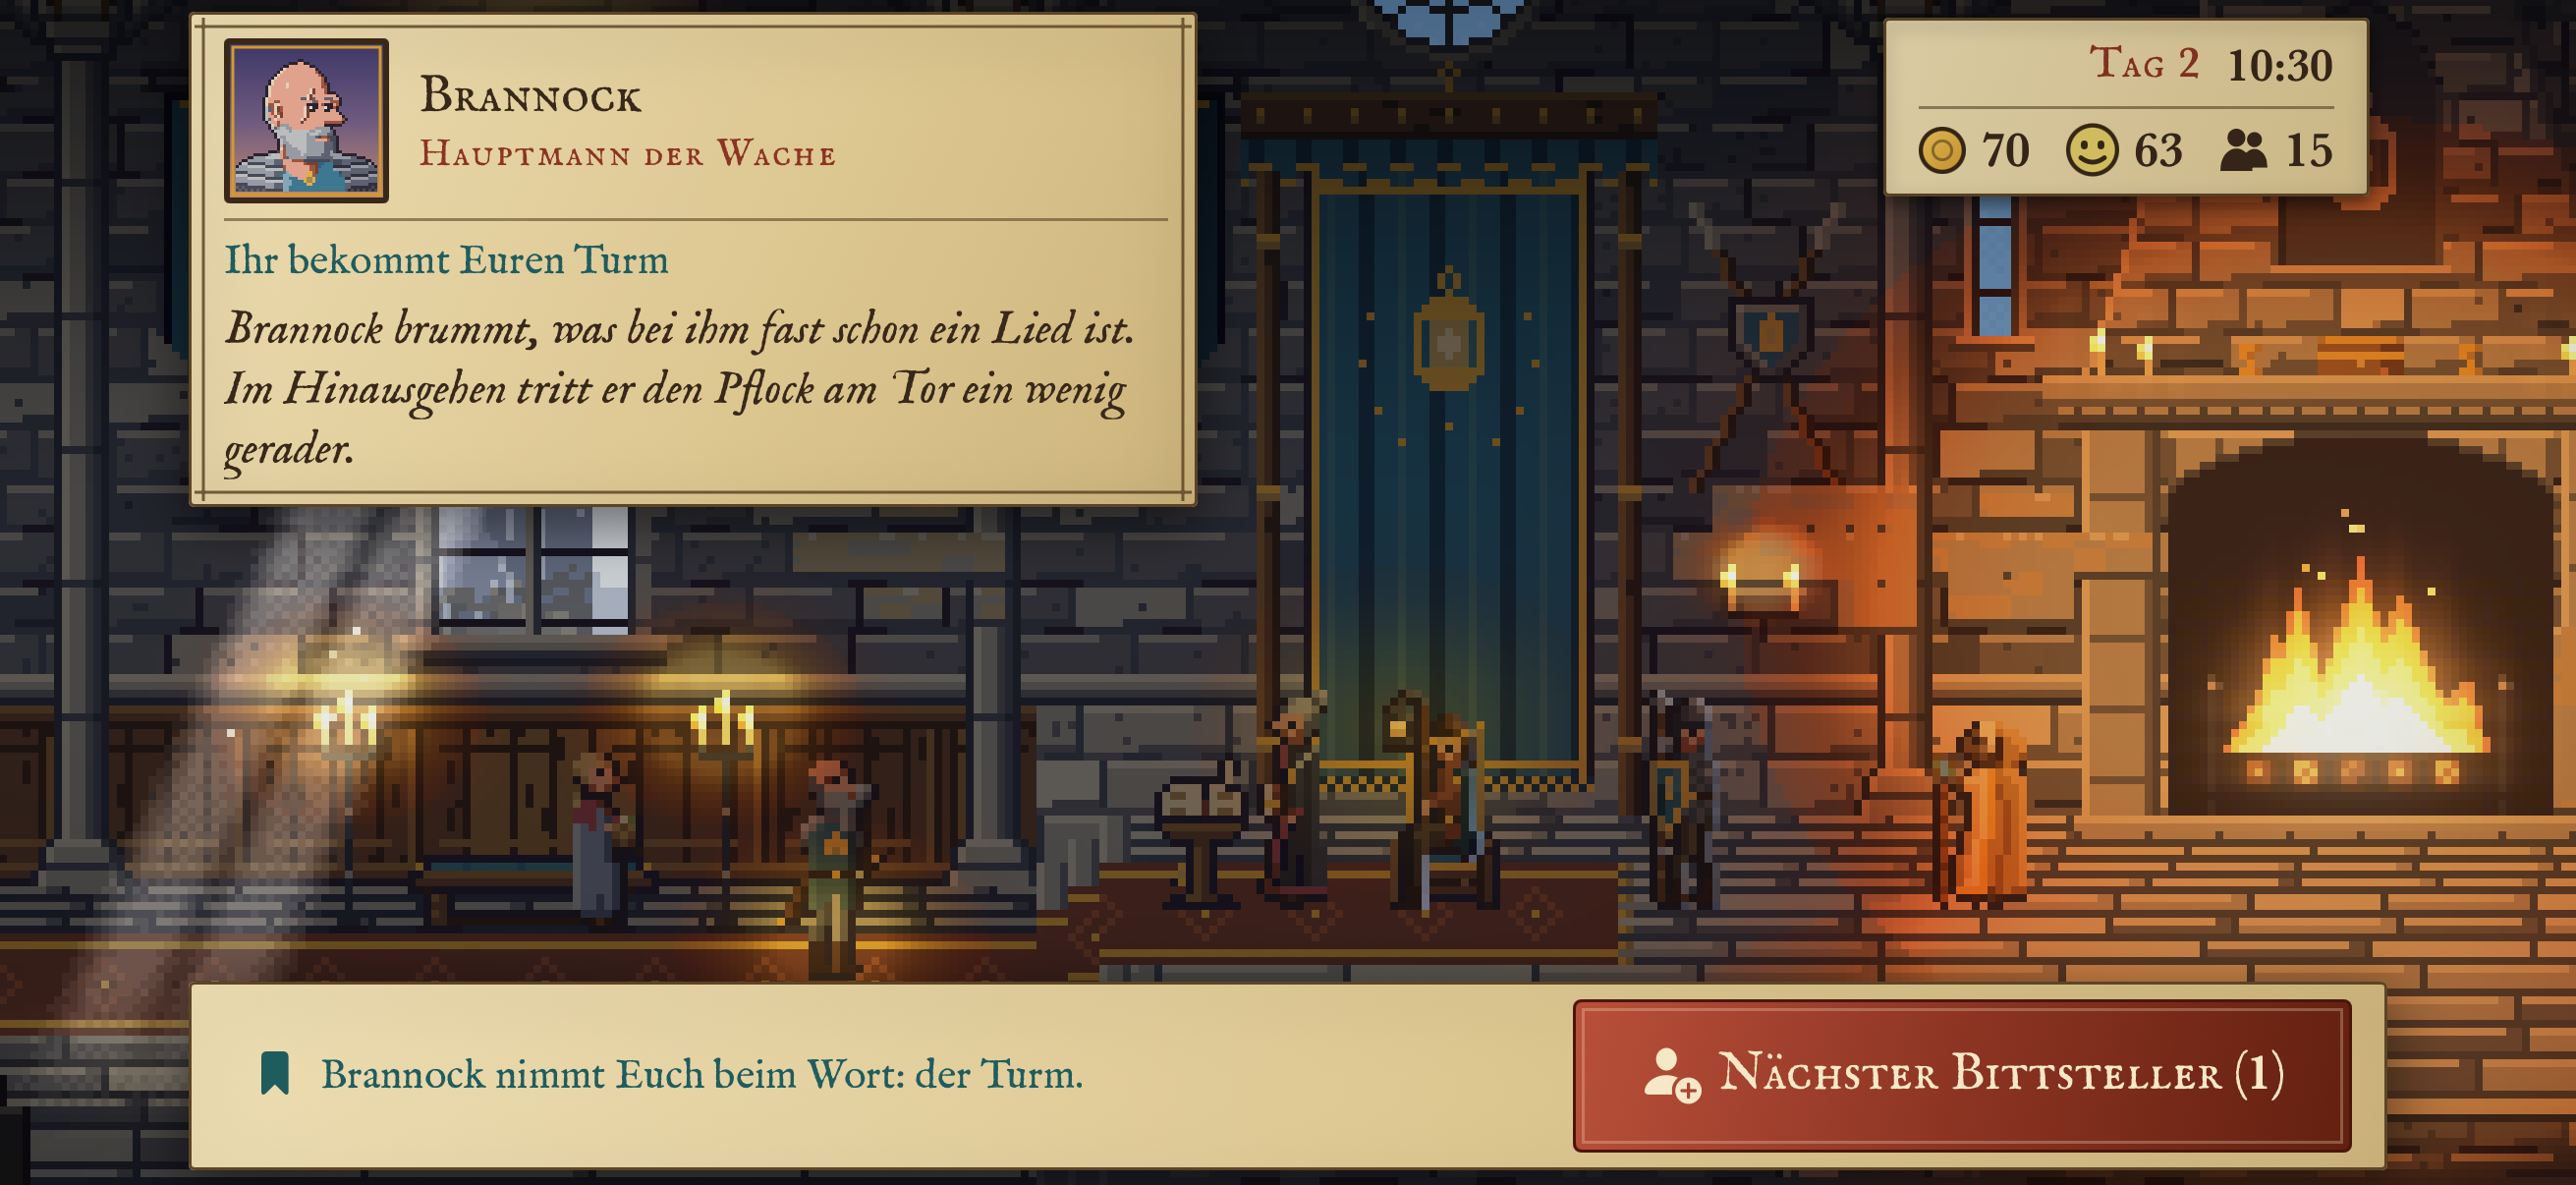 Brannock
Hauptmann der Wache
Ihr bekommt Euren Turm
Brannock brummt, was bei ihm fast schon ein Lied ist.
Im Hinausgehen tritt er den Pflock am Tor ein wenig
gerader.
Tag 2 10:30
70 63 15
Brannock nimmt Euch beim Wort: der Turm.
Nächster Bittsteller (1)